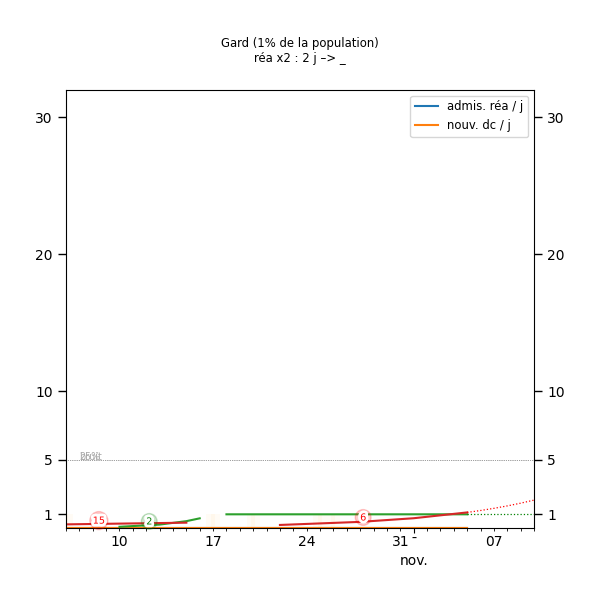 Gard (1% de la population)
réa x2 : 2 j –> _
admis. réa / j
nouv. dc / j
30 30
20 20
10 10
5 5
1 1
15 2 6
10 17 24 31 07
nov.